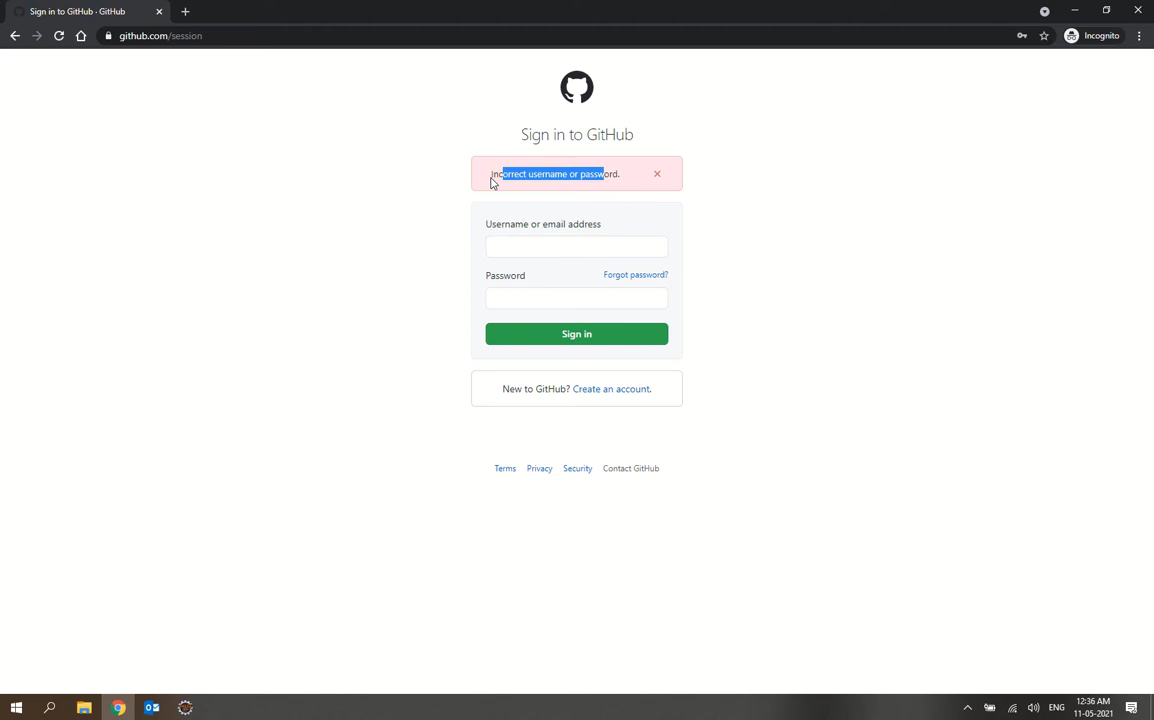 Sign in to GitHub · GitHub
github.com/session
Incognito
Sign in to GitHub
Incorrect username or password.
Username or email address
Password Forgot password?
Sign in
New to GitHub? Create an account.
Terms Privacy Security Contact GitHub
ENG
12:36 AM
11-05-2021